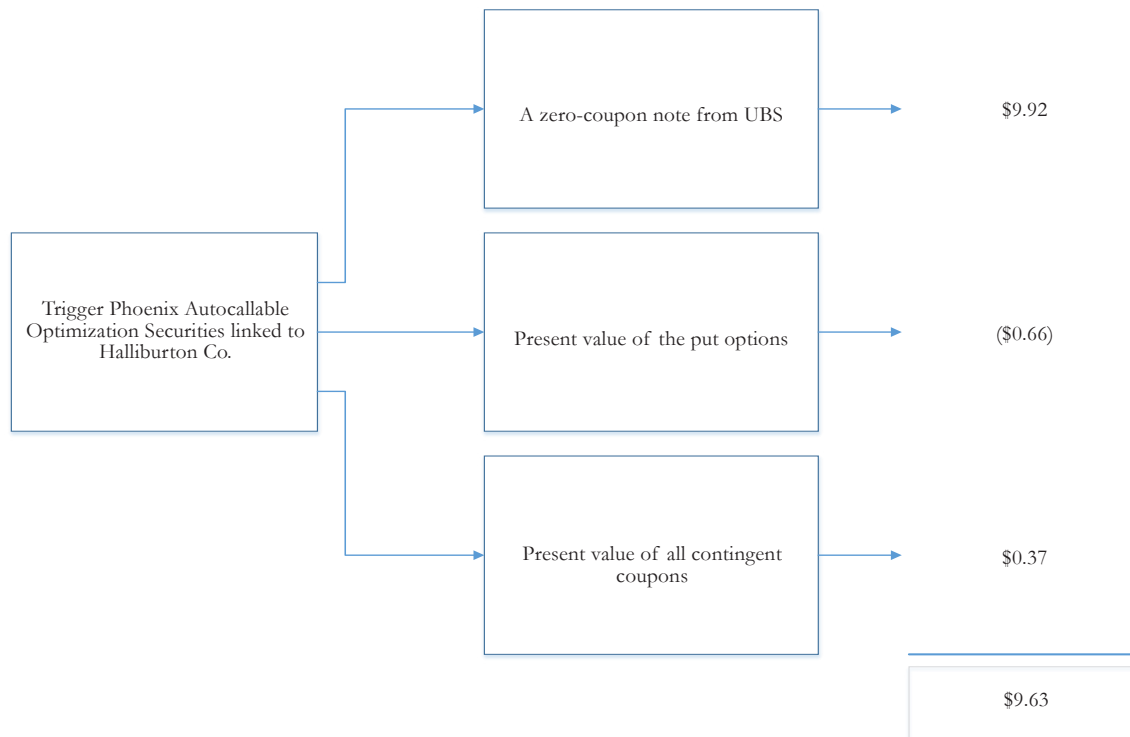 A zero-coupon note from UBS
$9.92
Trigger Phoenix Autocallable
Optimization Securities linked to
Halliburton Co.
Present value of the put options
($0.66)
Present value of all contingent
coupons
$0.37
$9.63